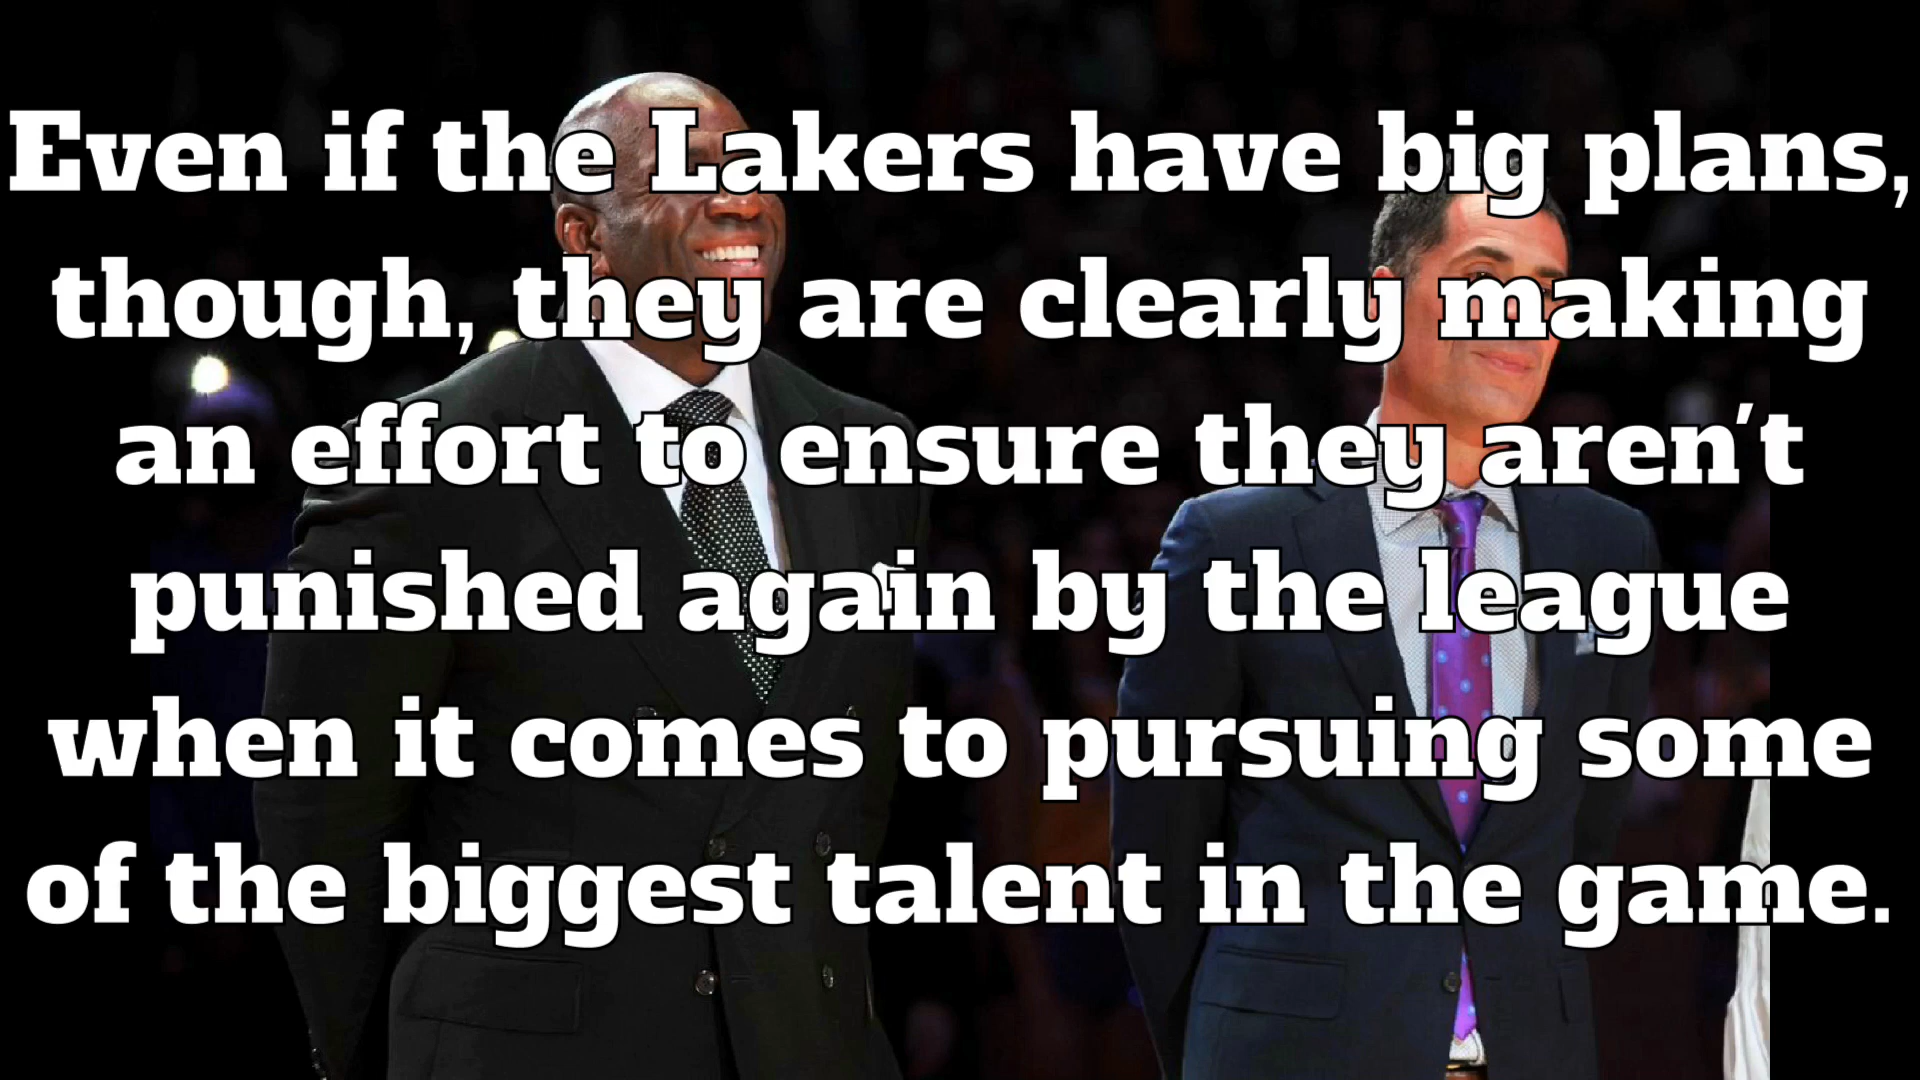 Even if the Lakers have big plans,
though, they are clearly making
an effort to ensure they aren't
punished again by the league
when it comes to pursuing some
of the biggest talent in the game.